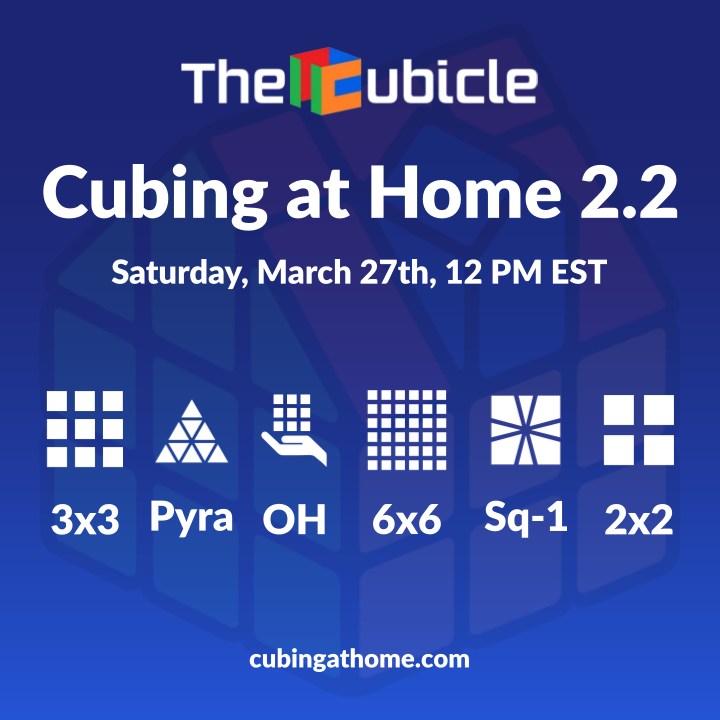 TheCubicle
Cubing at Home 2.2
Saturday, March 27th, 12 PM EST
3x3 Pyra OH 6x6 Sq-1 2x2
cubingathome.com